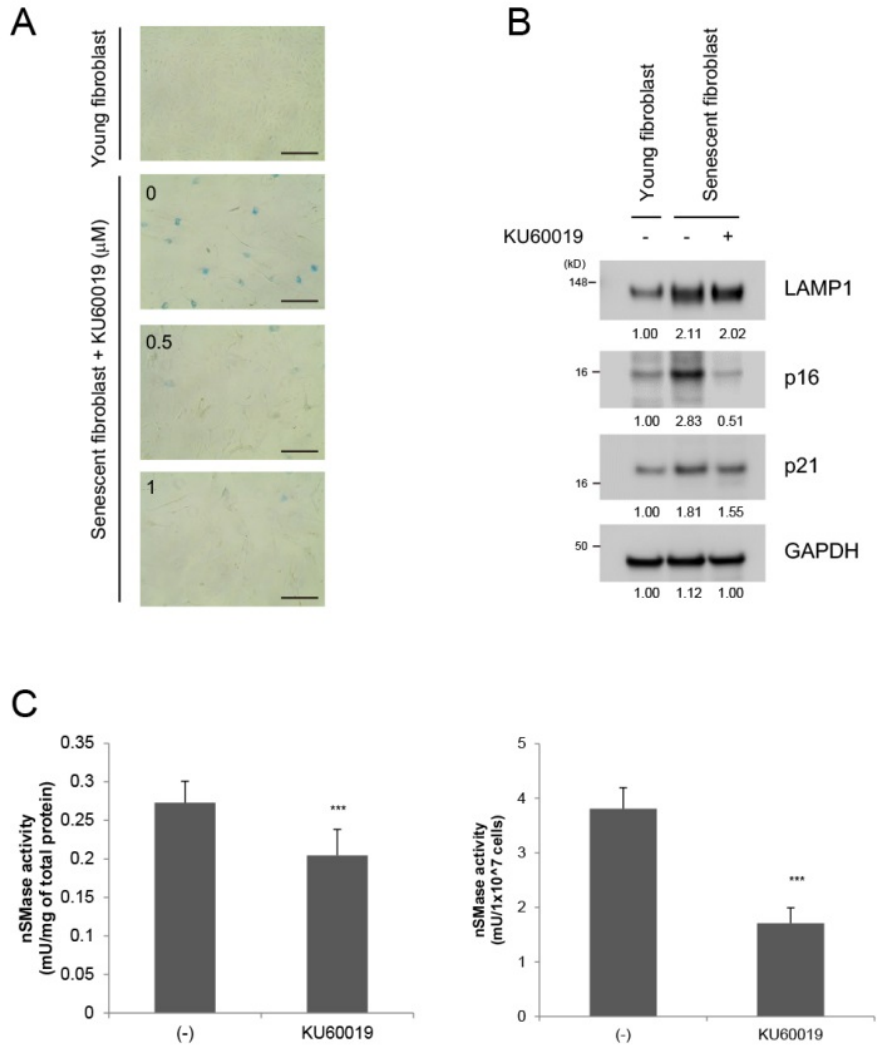 A
Young fibroblast
Senescent fibroblast + KU60019 (μM)
0
0.5
1
B
Young fibroblast
Senescent fibroblast
KU60019
- - +
(kD)
148
LAMP1
1.00 2.11 2.02
16
p16
1.00 2.83 0.51
p21
16
1.00 1.81 1.55
50
GAPDH
1.00 1.12 1.00
C
nSMase activity
(mU/mg of total protein)
0.35
0.3
0.25
0.2
0.15
0.1
0.05
0
***
(-) KU60019
nSMase activity
(mU/1x10^7 cells)
5
4
3
2
1
0
***
(-) KU60019